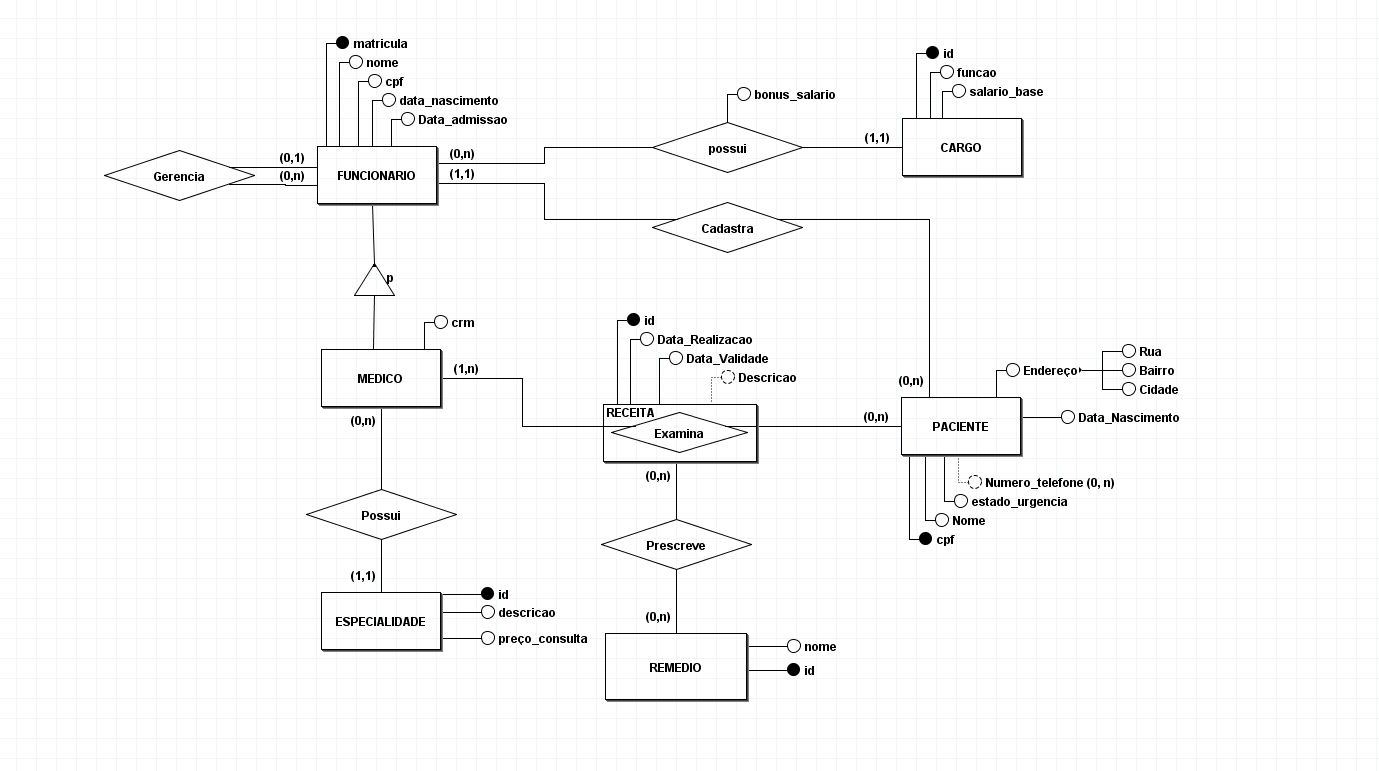 matricula
nome
cpf
data_nascimento
Data_admissao
(0,1)
(0,n)
Gerencia
FUNCIONARIO
(0,n)
(1,1)
bonus_salario
possui
(1,1)
id
funcao
salario_base
CARGO
Cadastra
p
crm
MEDICO
(1,n)
(0,n)
id
Data_Realizacao
Data_Validade
Descricao
RECEITA
Examina
(0,n)
(0,n)
(0,n)
PACIENTE
Endereço
Rua
Bairro
Cidade
Data_Nascimento
Numero_telefone (0, n)
estado_urgencia
Nome
cpf
Possui
(1,1)
ESPECIALIDADE
id
descricao
preço_consulta
Prescreve
(0,n)
REMEDIO
nome
id